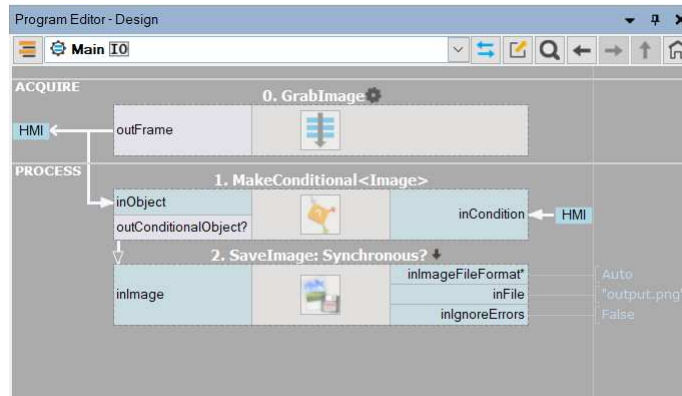 Program Editor - Design
Main IO
ACQUIRE
0. GrabImage
HMI
outFrame
PROCESS
1. MakeConditional<Image>
inObject
outConditionalObject?
inCondition
HMI
2. SaveImage: Synchronous?
inImage
inImageFileFormat*
Auto
inFile
"output.png"
inIgnoreErrors
False